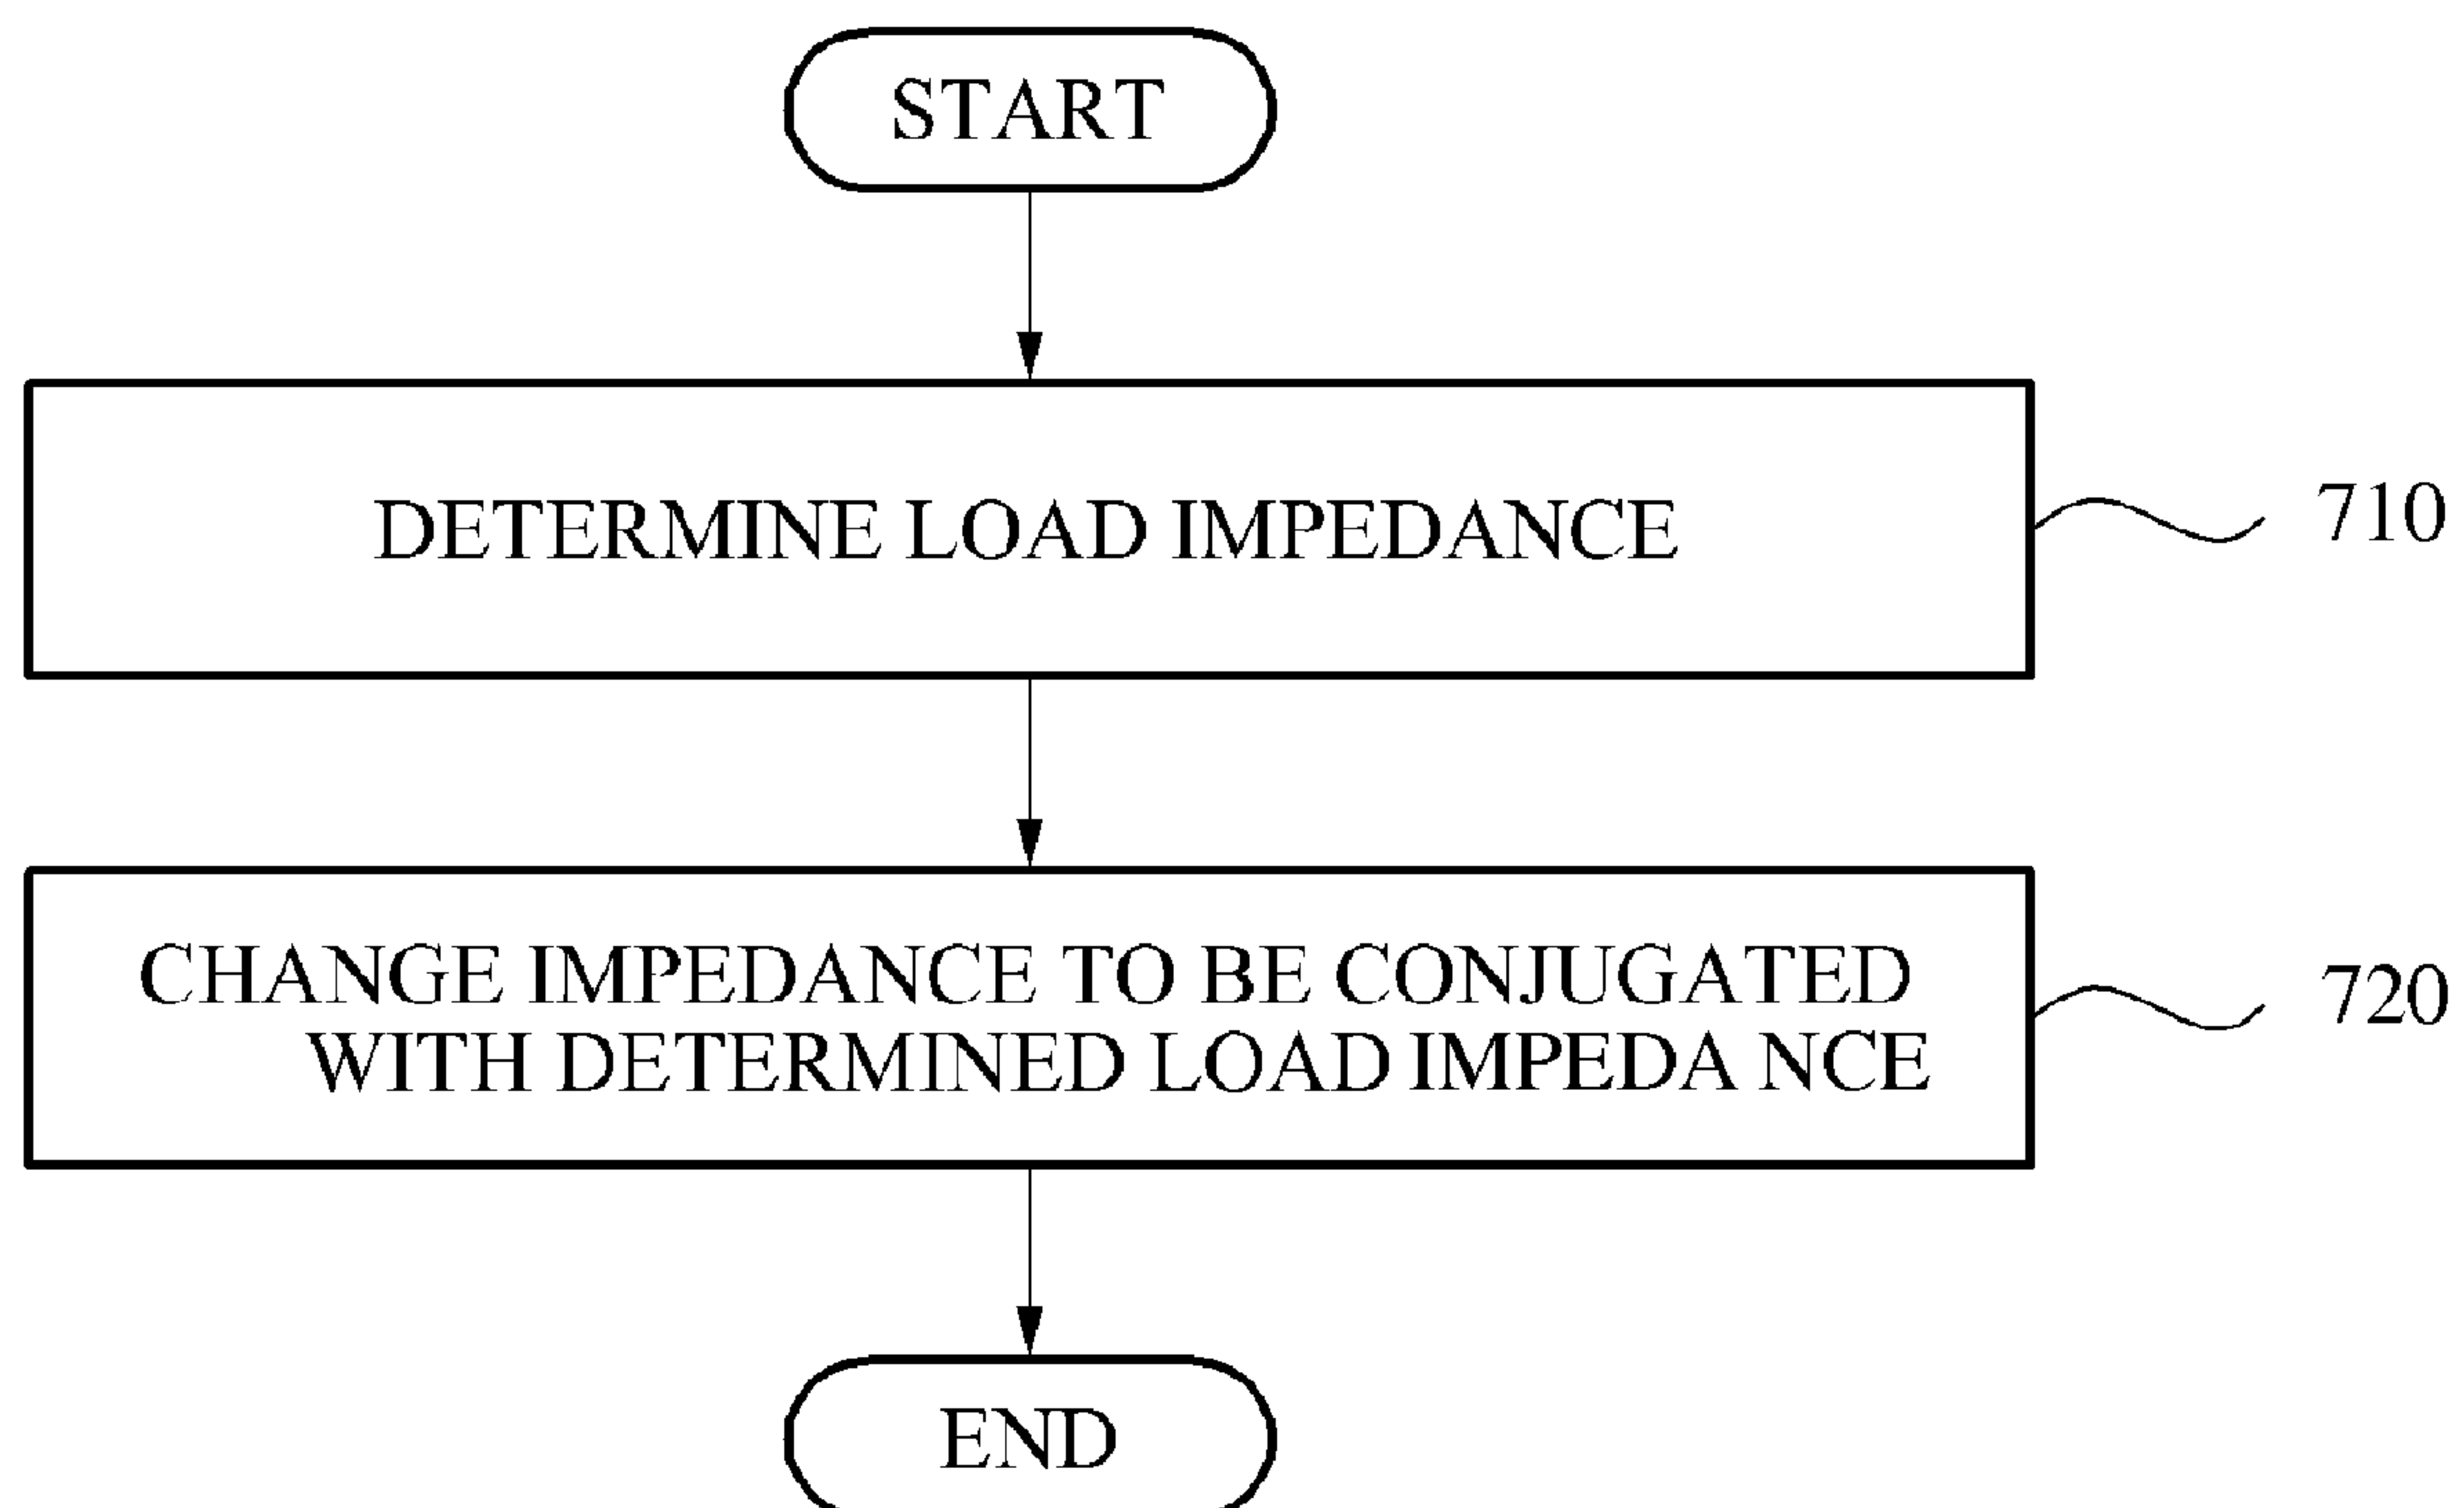 START
DETERMINE LOAD IMPEDANCE
710
CHANGE IMPEDANCE TO BE CONJUGATED
WITH DETERMINED LOAD IMPEDA NCE
720
END